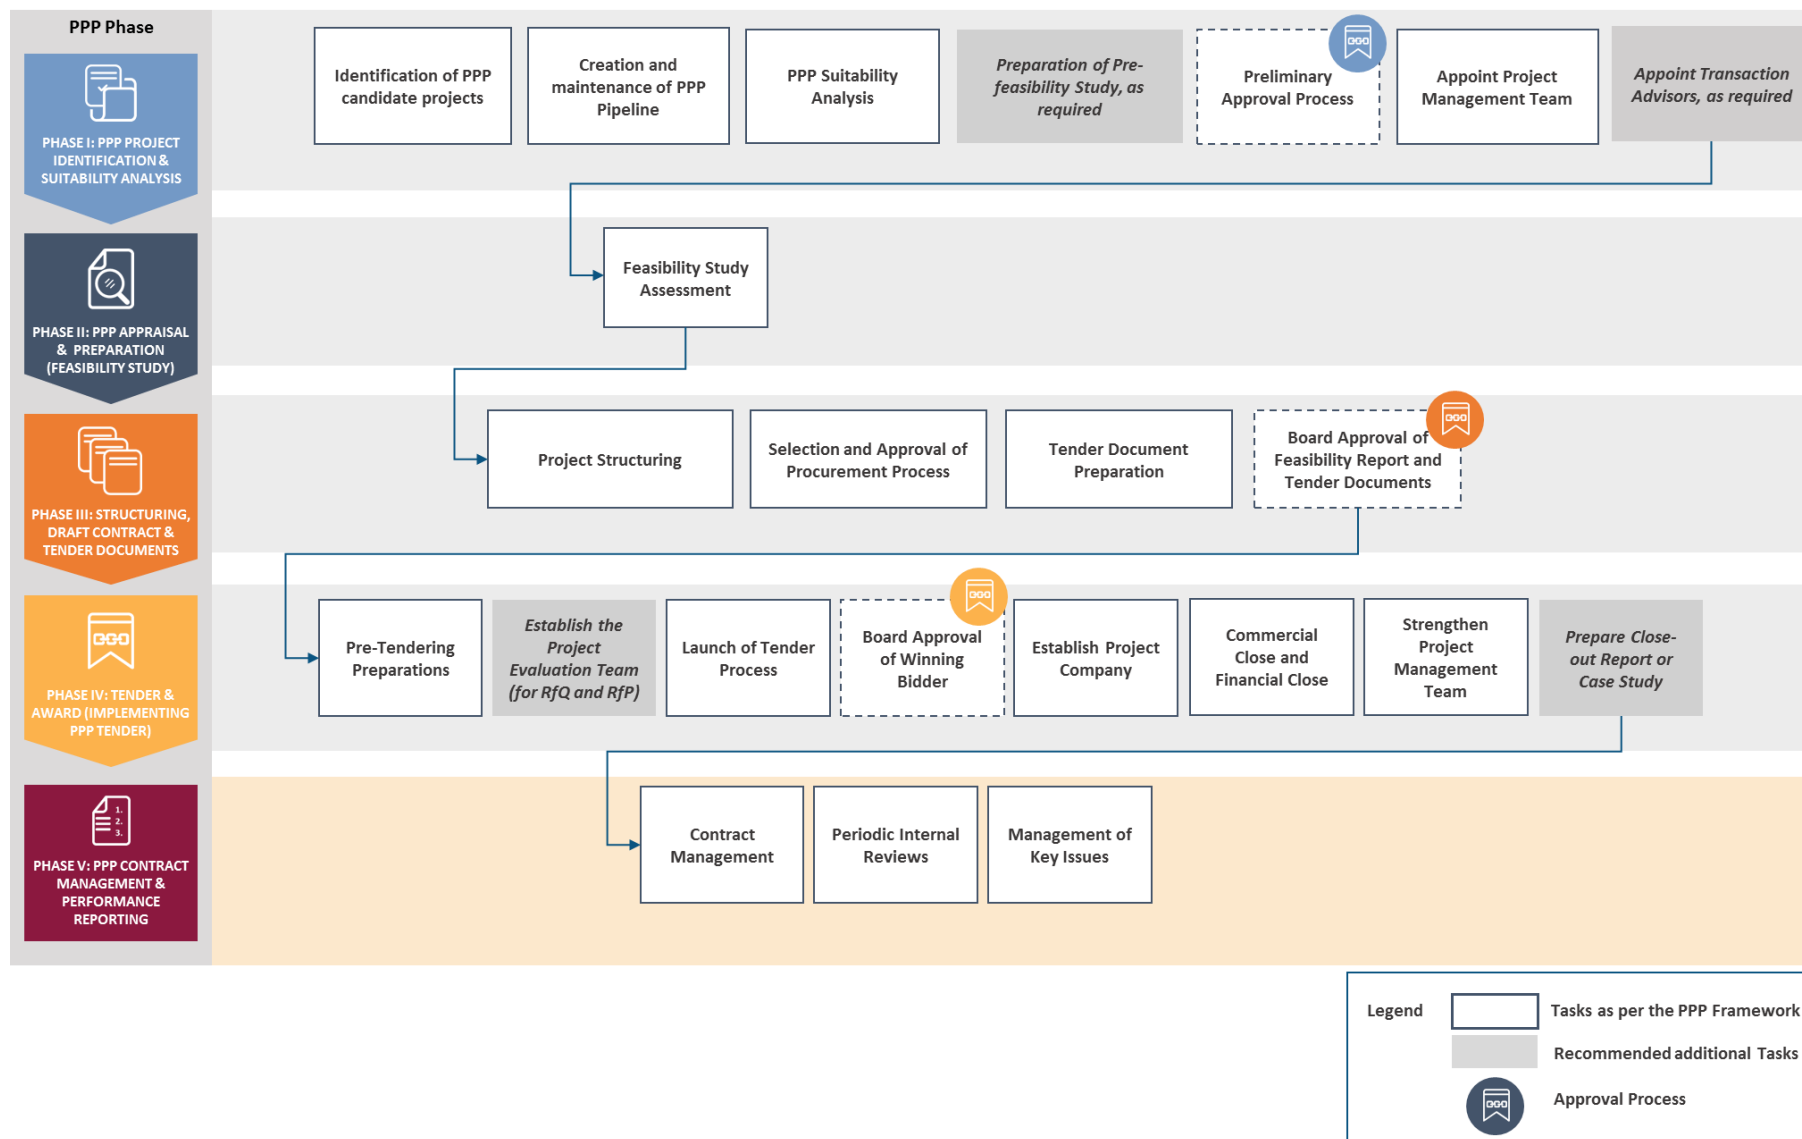 PPP Phase
PHASE I: PPP PROJECT
IDENTIFICATION &
SUITABILITY ANALYSIS
Identification of PPP
candidate projects
Creation and
maintenance of PPP
Pipeline
PPP Suitability
Analysis
Preparation of Pre-
feasibility Study, as
required
Preliminary
Approval Process
Appoint Project
Management Team
Appoint Transaction
Advisors, as required
PHASE II: PPP APPRAISAL
& PREPARATION
(FEASIBILITY STUDY)
Feasibility Study
Assessment
PHASE III: STRUCTURING,
DRAFT CONTRACT &
TENDER DOCUMENTS
Project Structuring
Selection and Approval of
Procurement Process
Tender Document
Preparation
Board Approval of
Feasibility Report and
Tender Documents
PHASE IV: TENDER &
AWARD (IMPLEMENTING
PPP TENDER)
Pre-Tendering
Preparations
Establish the
Project
Evaluation Team
(for RfQ and RfP)
Launch of Tender
Process
Board Approval
of Winning
Bidder
Establish Project
Company
Commercial
Close and
Financial Close
Strengthen
Project
Management
Team
Prepare Close-
out Report or
Case Study
1.
2.
3.
PHASE V: PPP CONTRACT
MANAGEMENT &
PERFORMANCE
REPORTING
Contract
Management
Periodic Internal
Reviews
Management of
Key Issues
Legend
Tasks as per the PPP Framework
Recommended additional Tasks
Approval Process